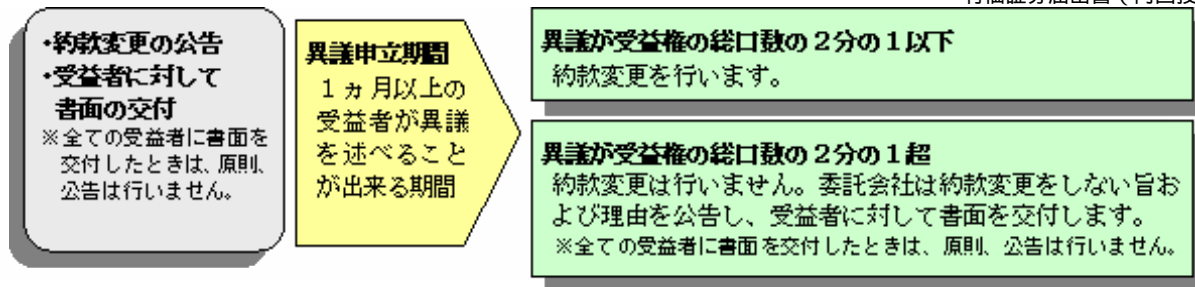 ・約款変更の公告
・受益者に対して
書面の交付
※全ての受益者に書面を
交付したときは、原則、
公告は行いません。
異議申立期間
1ヵ月以上の
受益者が異議
を述べること
が出来る期間
異議が受益権の総口数の2分の1以下
約款変更を行います。
異議が受益権の総口数の2分の1超
約款変更は行いません。委託会社は約款変更をしない旨お
よび理由を公告し、受益者に対して書面を交付します。
※全ての受益者に書面を交付したときは、原則、公告は行いません。